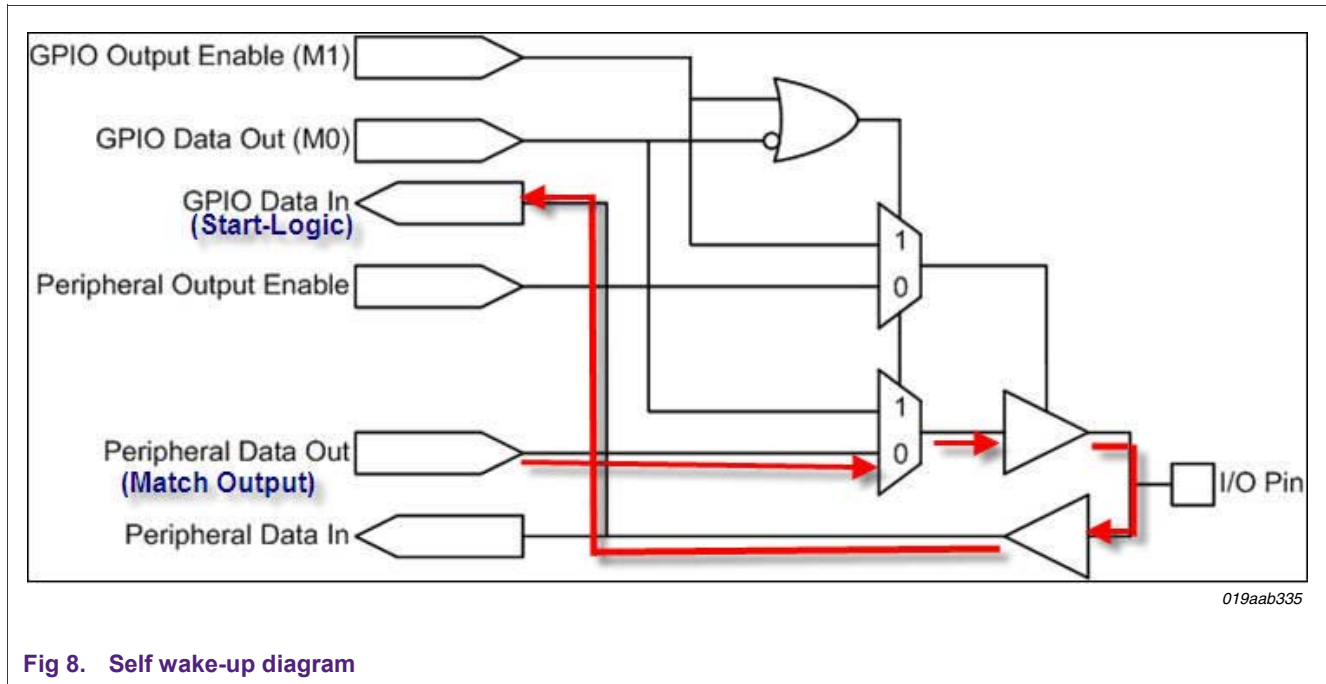 GPIO Output Enable (M1)
GPIO Data Out (M0)
GPIO Data In
(Start-Logic)
1
Peripheral Output Enable
0
1
Peripheral Data Out
0
(Match Output)
I/O Pin
Peripheral Data In
019aab335
Fig 8. Self wake-up diagram